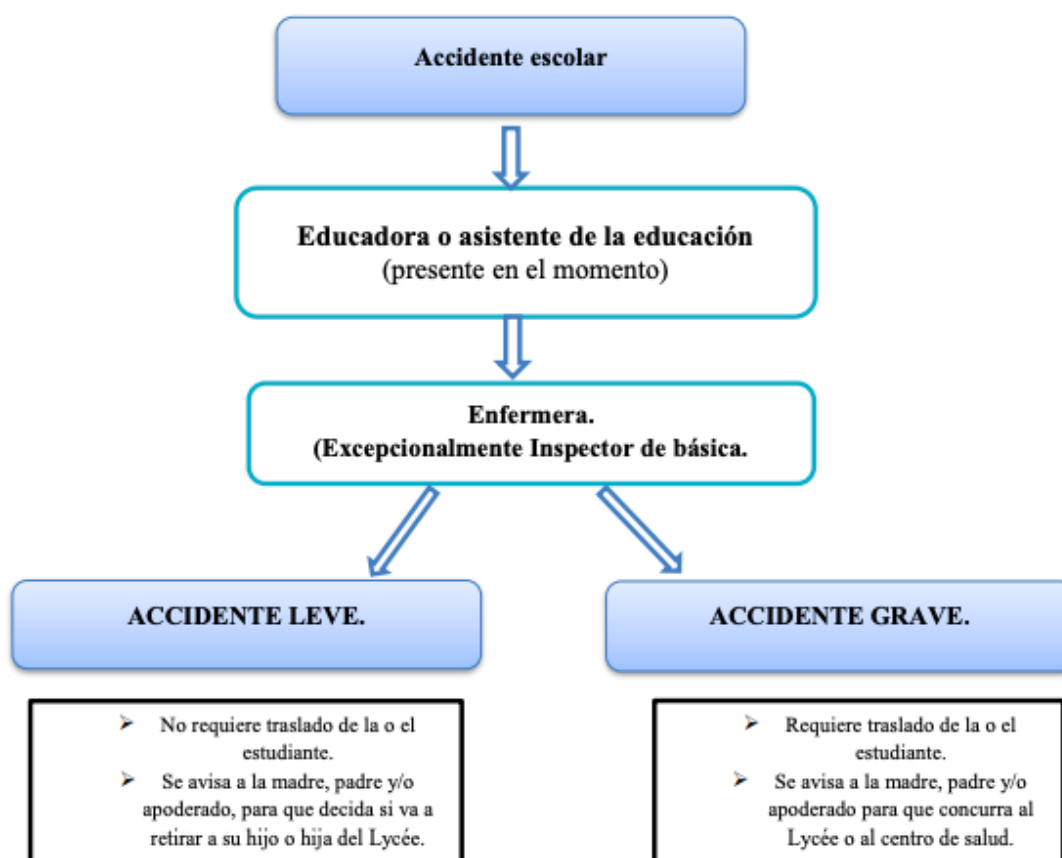 Accidente escolar
Educadora o asistente de la educación
(presente en el momento)
Enfermera.
(Excepcionalmente Inspector de básica.
ACCIDENTE LEVE.
ACCIDENTE GRAVE.
➢ No requiere traslado de la o el
estudiante.
➢ Se avisa a la madre, padre y/o
apoderado, para que decida si va a
retirar a su hijo o hija del Lycée.
➢ Requiere traslado de la o el
estudiante.
➢ Se avisa a la madre, padre y/o
apoderado para que concurra al
Lycée o al centro de salud.